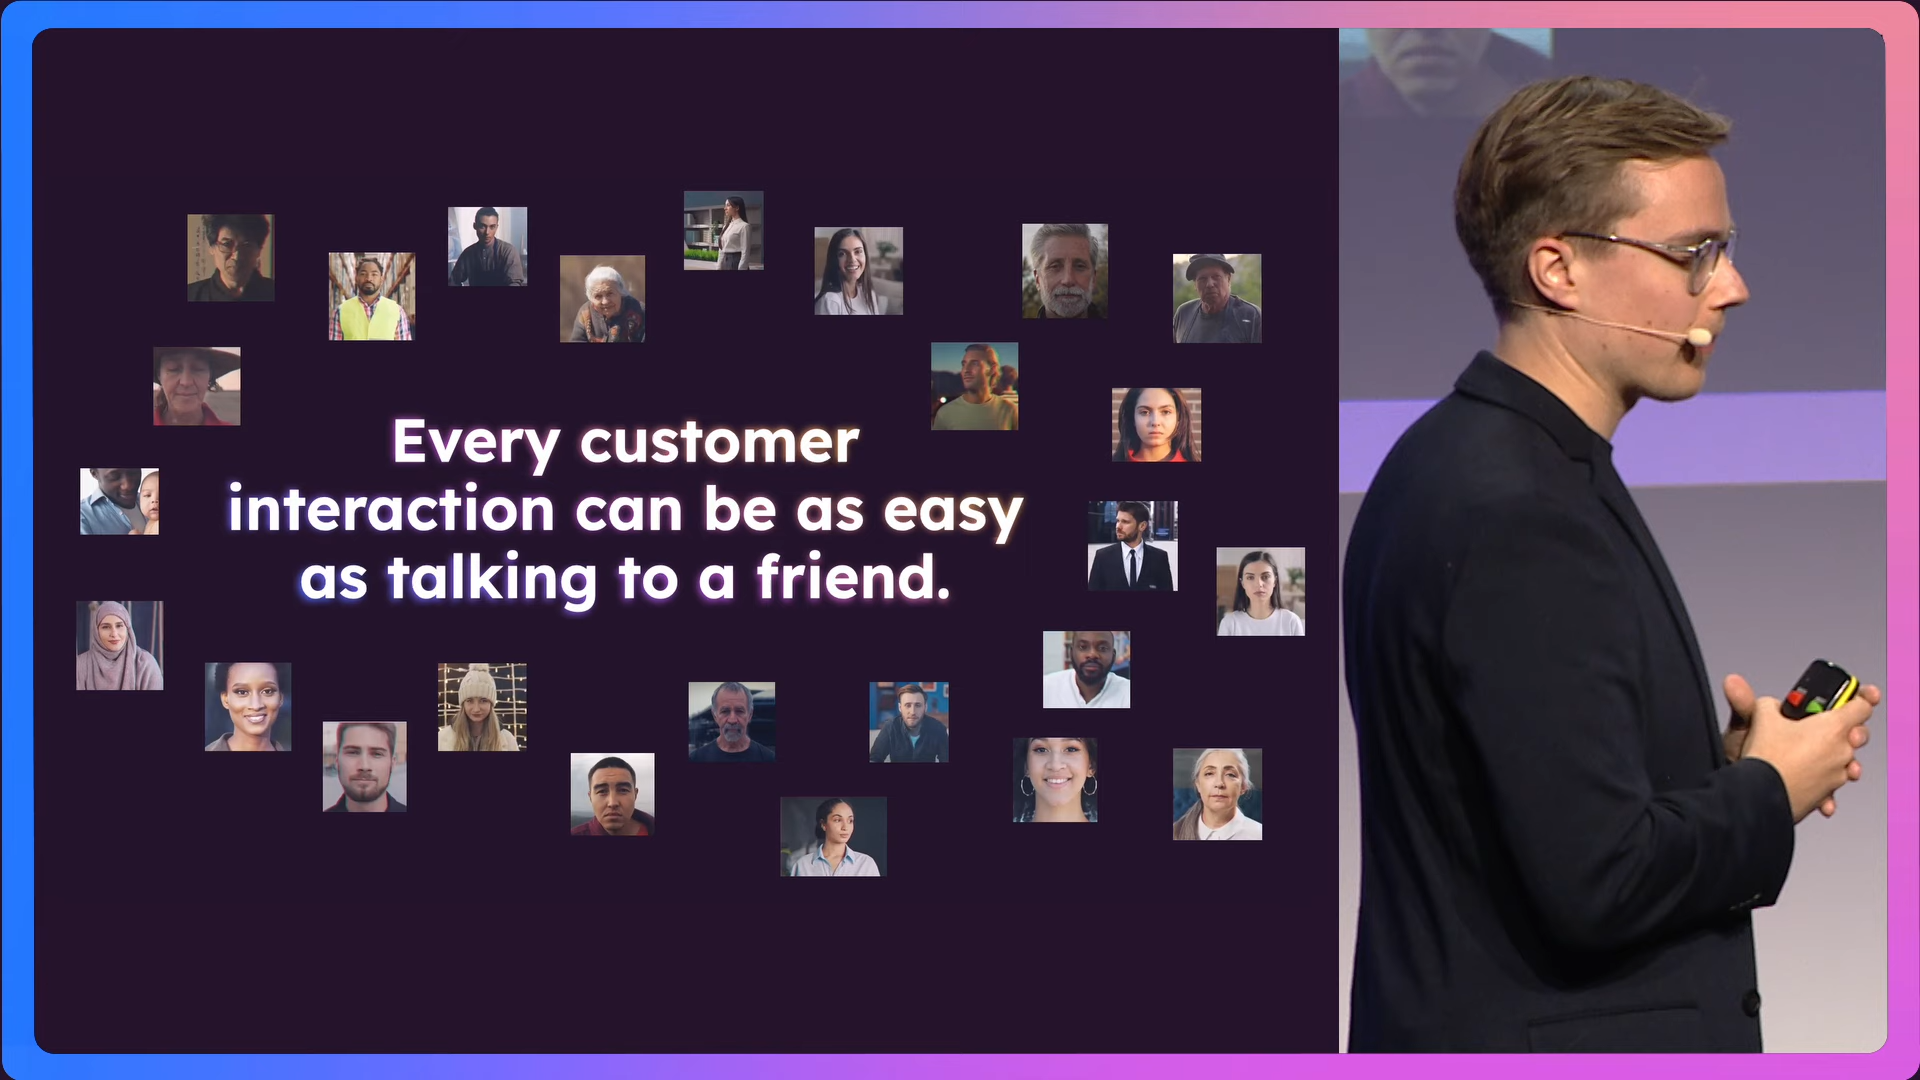 Every customer
interaction can be as easy
as talking to a friend.